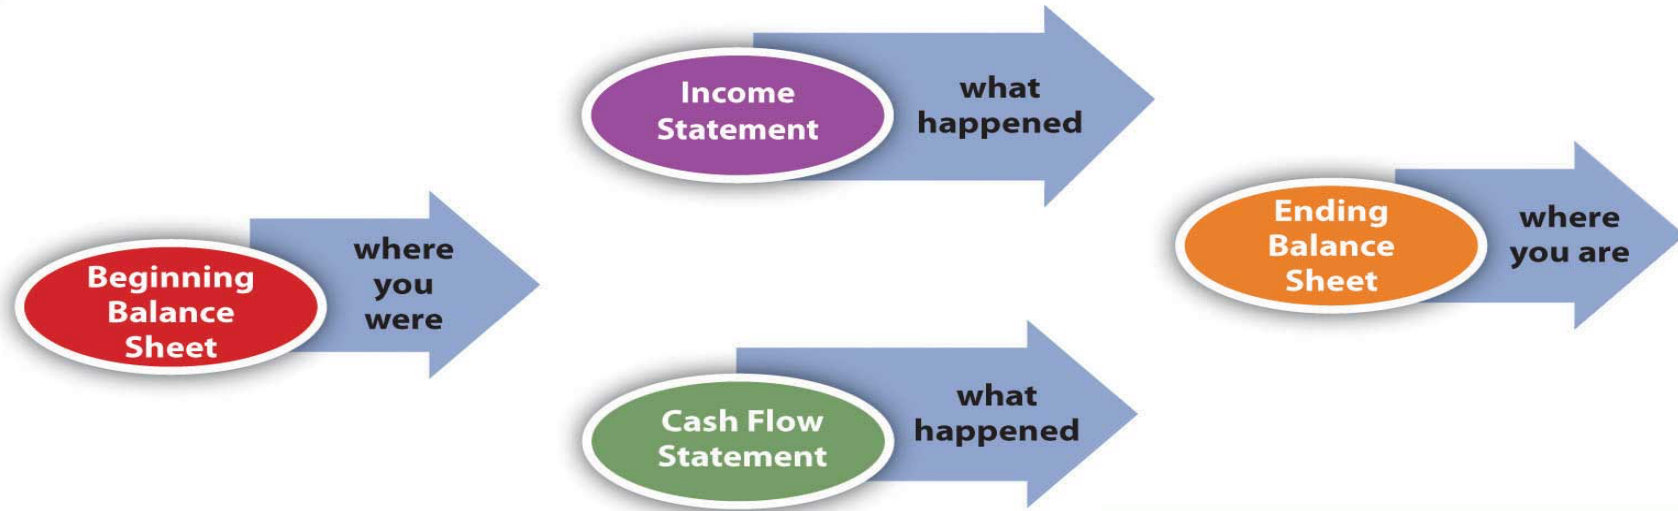 Beginning
Balance
Sheet
where
you
were
Income
Statement
what
happened
Cash Flow
Statement
what
happened
Ending
Balance
Sheet
where
you are